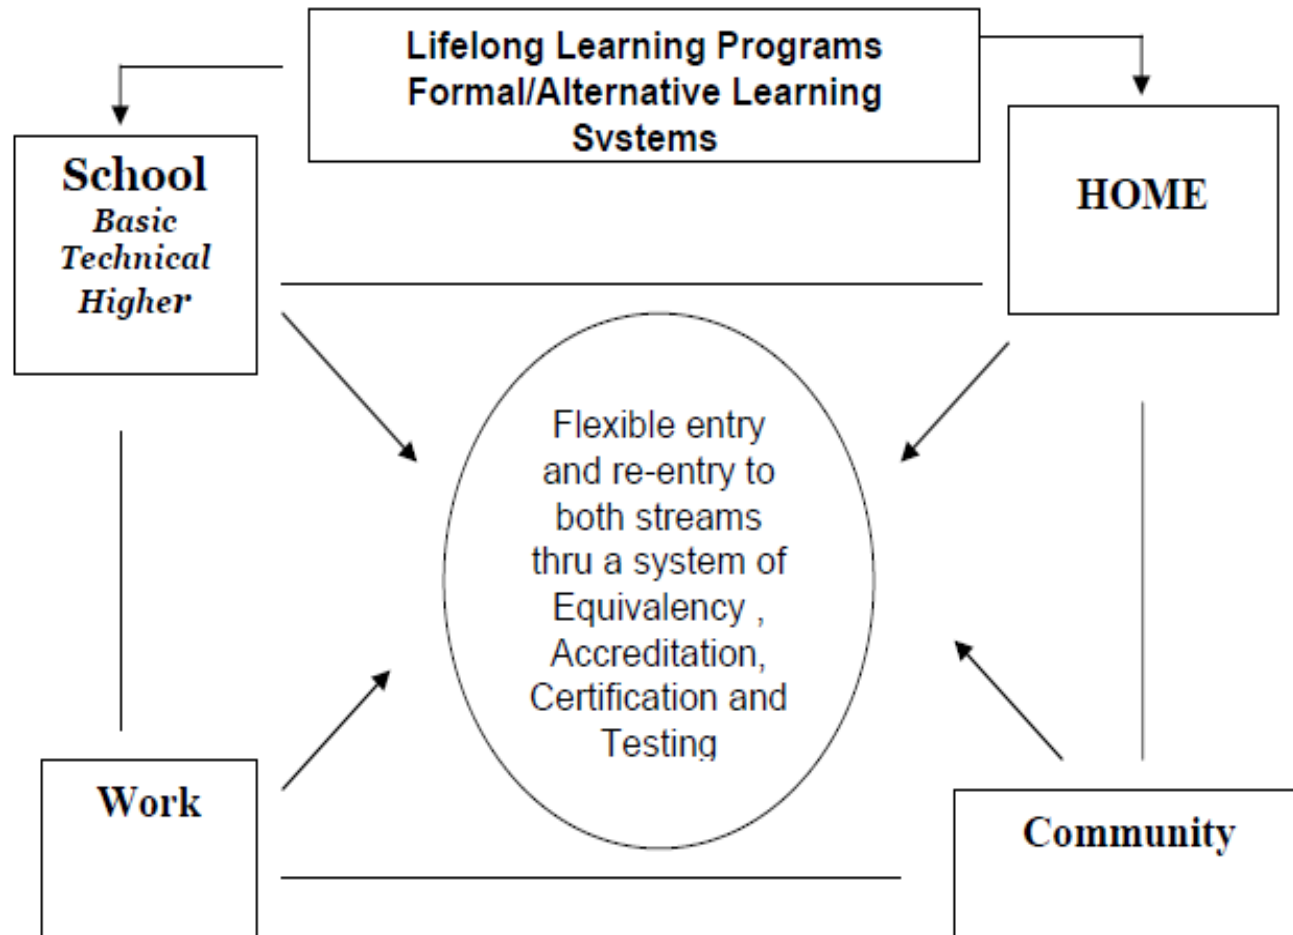 Lifelong Learning Programs
Formal/Alternative Learning
Systems
School
Basic
Technical
Higher
HOME
Flexible entry
and re-entry to
both streams
thru a system of
Equivalency ,
Accreditation,
Certification and
Testing
Work
Community